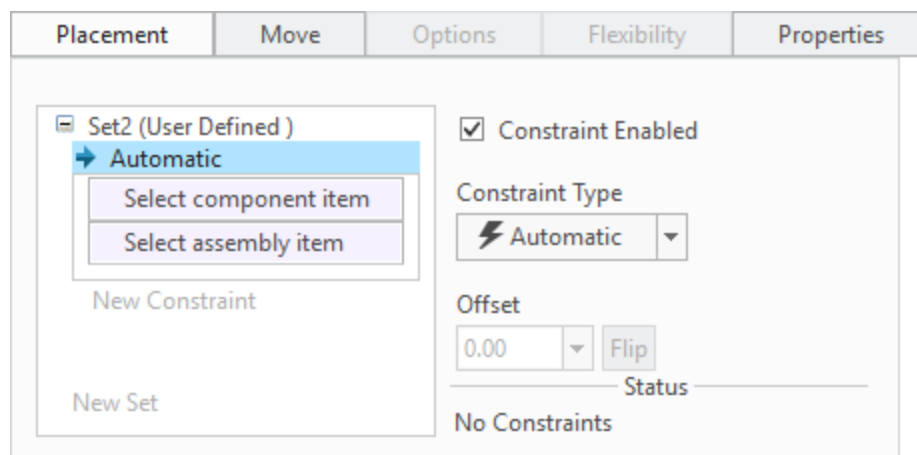 Placement Move Options Flexibility Properties
Set2 (User Defined )
Automatic
Select component item
Select assembly item
New Constraint
New Set
Constraint Enabled
Constraint Type
Automatic
Offset
0.00 Flip
Status
No Constraints